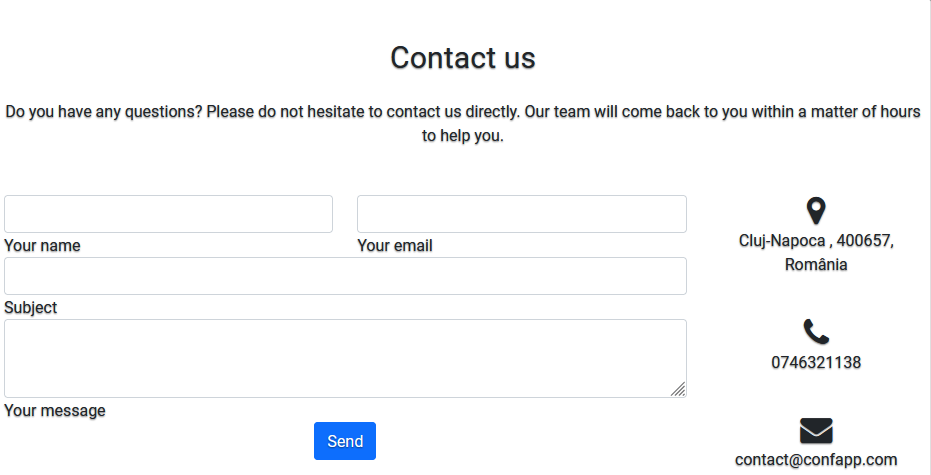 Contact us
Do you have any questions? Please do not hesitate to contact us directly. Our team will come back to you within a matter of hours
to help you.
Your name
Your email
Subject
Your message
Send
Cluj-Napoca , 400657,
România
0746321138
contact@confapp.com